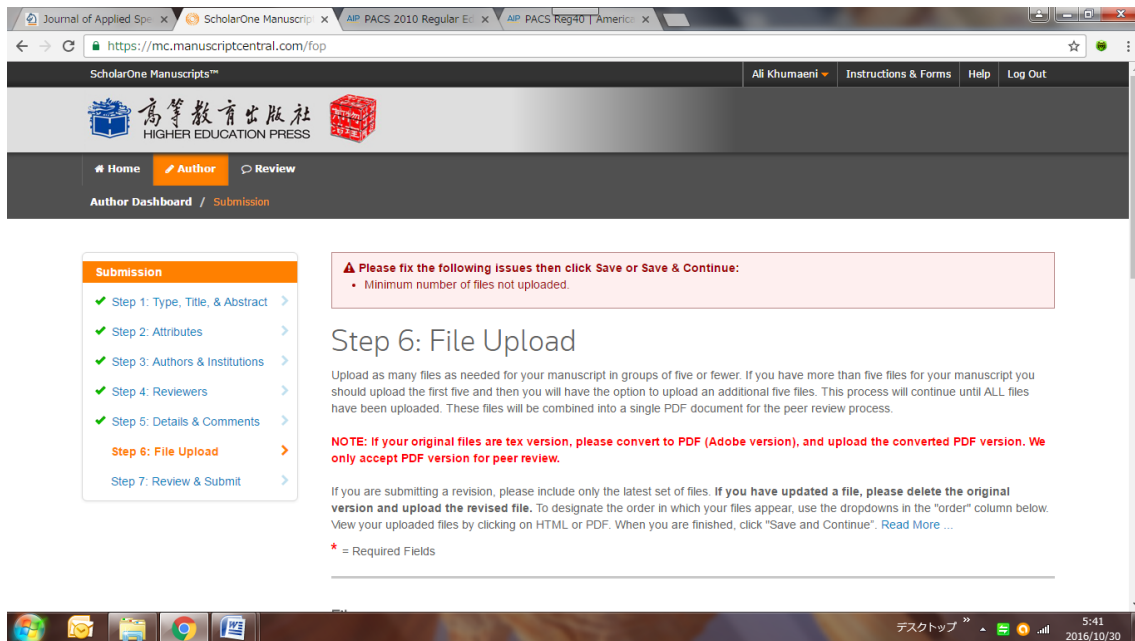 Journal of Applied Spe
ScholarOne Manuscrip
AIP PACS 2010 Regular Ed
AIP PACS Reg40 | America
https://mc.manuscriptcentral.com/fop
ScholarOne Manuscripts™
Ali Khumaeni
Instructions & Forms
Help
Log Out
高等教育出版社
HIGHER EDUCATION PRESS
Home
Author
Review
Author Dashboard / Submission
Submission
Step 1: Type, Title, & Abstract
Step 2: Attributes
Step 3: Authors & Institutions
Step 4: Reviewers
Step 5: Details & Comments
Step 6: File Upload
Step 7: Review & Submit
Please fix the following issues then click Save or Save & Continue:
• Minimum number of files not uploaded.
Step 6: File Upload
Upload as many files as needed for your manuscript in groups of five or fewer. If you have more than five files for your manuscript you
should upload the first five and then you will have the option to upload an additional five files. This process will continue until ALL files
have been uploaded. These files will be combined into a single PDF document for the peer review process.
NOTE: If your original files are tex version, please convert to PDF (Adobe version), and upload the converted PDF version. We
only accept PDF version for peer review.
If you are submitting a revision, please include only the latest set of files. If you have updated a file, please delete the original
version and upload the revised file. To designate the order in which your files appear, use the dropdowns in the "order" column below.
View your uploaded files by clicking on HTML or PDF. When you are finished, click "Save and Continue". Read More ...
* = Required Fields
デスクトップ
5:41
2016/10/30